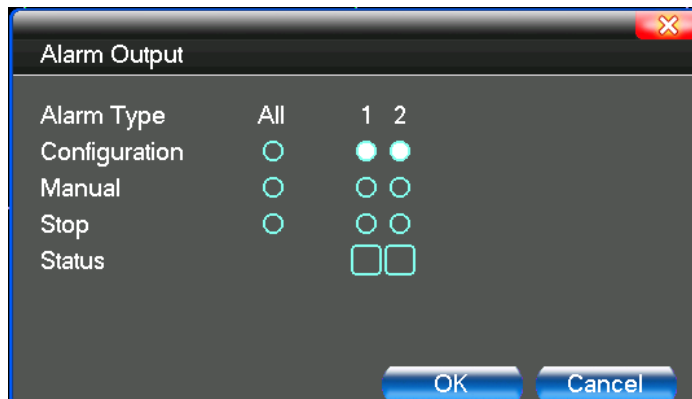 Alarm Output
Alarm Type All 1 2
Configuration
Manual
Stop
Status
OK Cancel